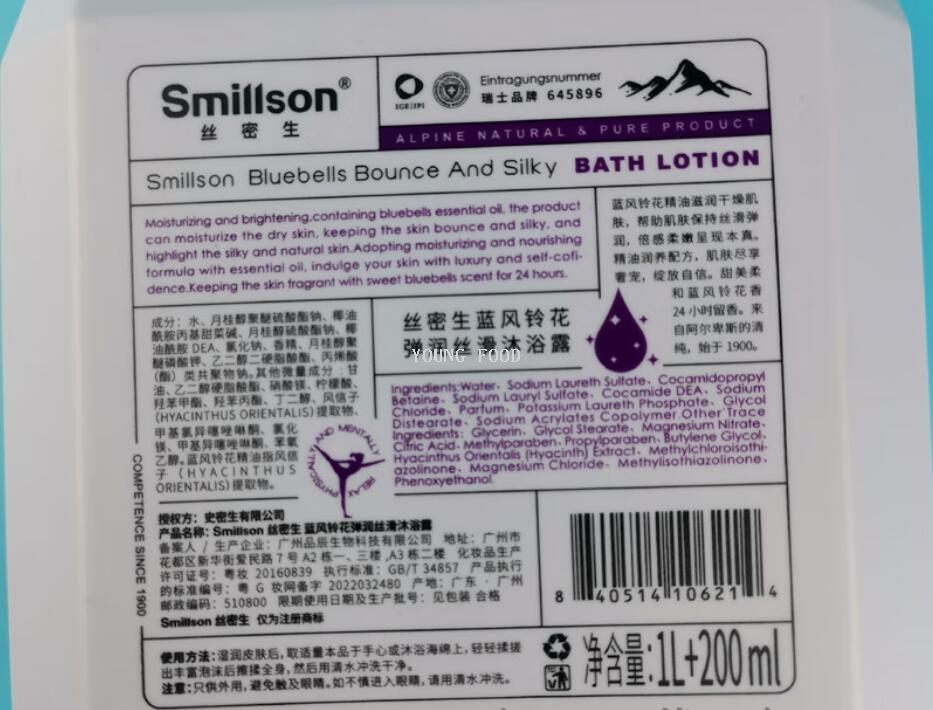 Smillson®
丝密生
IGE|IPI
Eintragungsnummer
瑞士品牌 645896
ALPINE NATURAL & PURE PRODUCT
Smillson Bluebells Bounce And Silky BATH LOTION
Moisturizing and brightening,containing bluebells essential oil, the product
can moisturize the dry skin, keeping the skin bounce and silky, and
highlight the silky and natural skin.Adopting moisturizing and nourishing
formula with essential oil, indulge your skin with luxury and self-cofi-
dence.Keeping the skin fragrant with sweet bluebells scent for 24 hours.
蓝风铃花精油滋润干燥肌
肤，帮助肌肤保持丝滑弹
润，倍感柔嫩呈现本真。
精油润养配方，肌肤尽享
奢宠，绽放自信。甜美柔
和蓝风铃花香
24小时留香。来
自阿尔卑斯的清
纯，始于1900。
成分：水、月桂醇聚醚硫酸酯钠、椰油
酰胺丙基甜菜碱、月桂醇硫酸酯钠、椰
油酰胺 DEA、氯化钠、香精、月桂醇聚
醚磷酸钾、乙二醇二硬脂酸酯、丙烯酸
（酯）类共聚物钠。其他微量成分：甘
油、乙二醇硬脂酸酯、硝酸镁、柠檬酸、
羟苯甲酯、羟苯丙酯、丁二醇、风信子
(HYACINTHUS ORIENTALIS)提取物、
甲基氯异噻唑啉酮、氯化
镁、甲基异噻唑啉酮、苯氧
乙醇。蓝风铃花精油指风信
子（HYACINTHUS
ORIENTALIS)提取物。
丝密生蓝风铃花
弹润丝滑沐浴露
YOUNG FOOD
Ingredients:Water、Sodium Laureth Sulfate、Cocamidopropyl
Betaine、Sodium Lauryl Sulfate、Cocamide DEA、Sodium
Chloride、Parfum、Potassium Laureth Phosphate、Glycol
Distearate、Sodium Acrylates Copolymer.Other Trace
Ingredients: Glycerin、Glycol Stearate、Magnesium Nitrate、
Citric Acid、Methylparaben、Propylparaben、Butylene Glycol、
Hyacinthus Orientalis (Hyacinth) Extract、Methylchloroisothi-
azolinone、Magnesium Chloride、Methylisothiazolinone、
Phenoxyethanol.
RELAX PHYSICALLY AND MENTALLY
COMPETENCE SINCE 1900
授权方：史密生有限公司
产品名称：Smillson 丝密生 蓝风铃花弹润丝滑沐浴露
备案人 / 生产企业：广州品辰生物科技有限公司 地址：广州市
花都区新华街爱民路7号A2栋一、三楼,A3栋二楼 化妆品生产
许可证号：粤妆 20160839 执行标准：GB/T 34857 产品执行
的标准编号：粤 G 妆网备字 2022032480 产地：广东·广州
邮政编码：510800 限期使用日期及生产批号：见包装 合格
Smillson 丝密生 仅为注册商标
8 40514 10621 4
使用方法：湿润皮肤后，取适量本品于手心或沐浴海绵上，轻轻揉搓
出丰富泡沫后擦揉全身，然后用清水冲洗干净。
注意：只供外用，避免触及眼睛。如不慎进入眼睛，请用清水冲洗。
净含量:1L+200ml